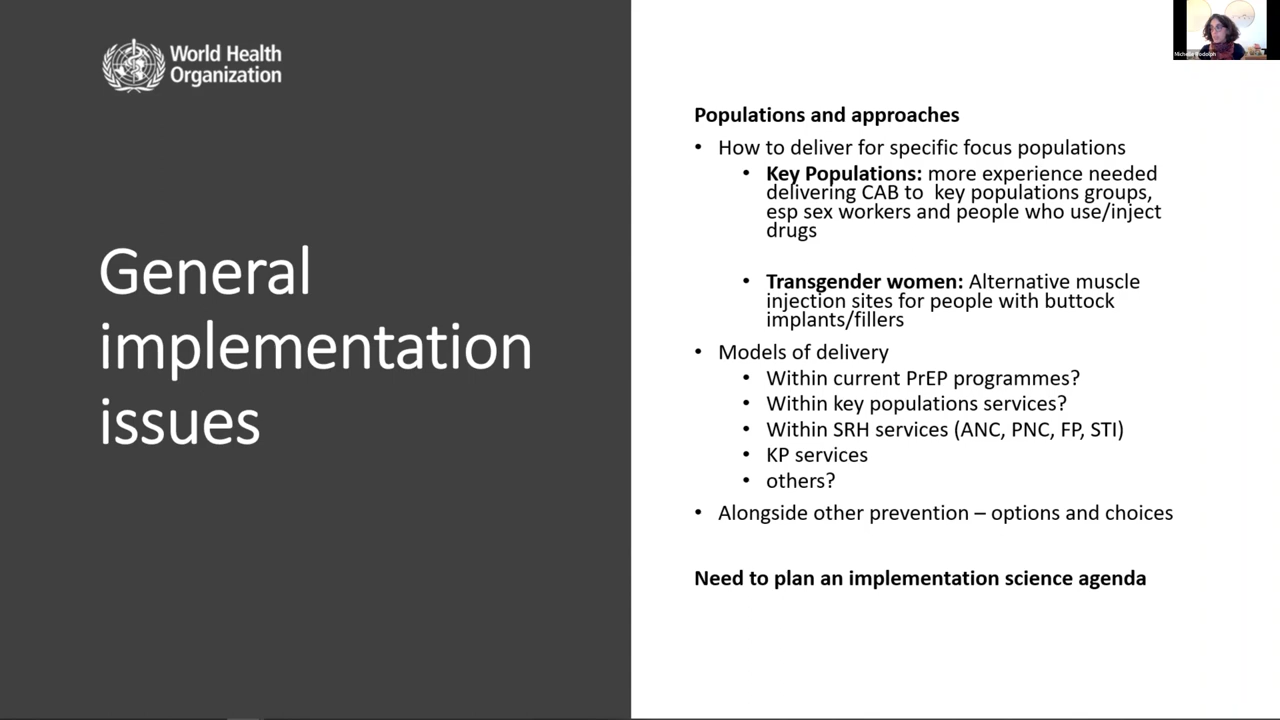 World Health
Organization
General
implementation
issues
Populations and approaches
• How to deliver for specific focus populations
• Key Populations: more experience needed
delivering CAB to  key populations groups,
esp sex workers and people who use/inject
drugs
• Transgender women: Alternative muscle
injection sites for people with buttock
implants/fillers
• Models of delivery
• Within current PrEP programmes?
• Within key populations services?
• Within SRH services (ANC, PNC, FP, STI)
• KP services
• others?
• Alongside other prevention – options and choices
Need to plan an implementation science agenda